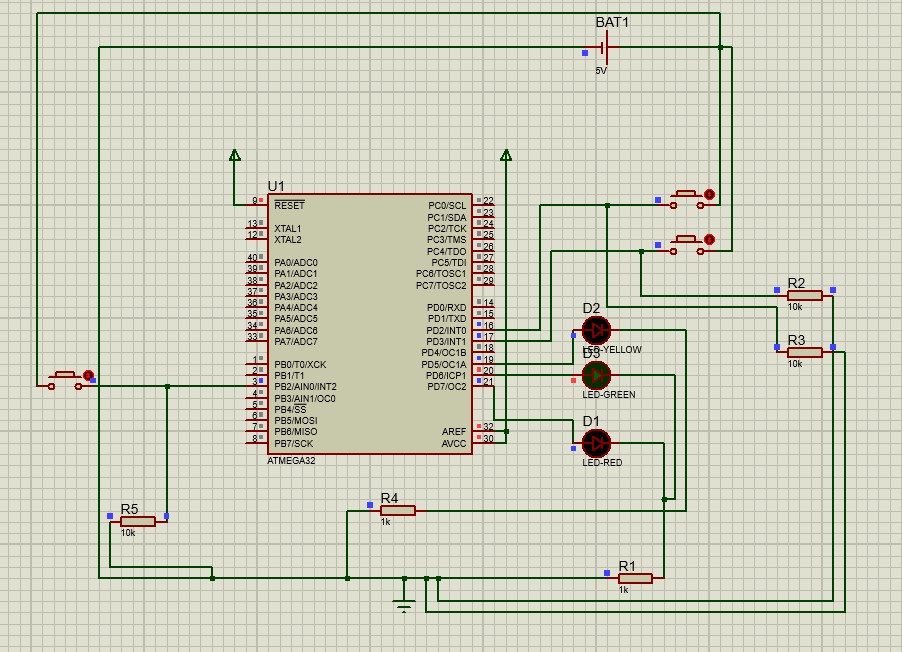 BAT1
5V
U1
9 RESET
13 XTAL1
12 XTAL2
40 PA0/ADC0
39 PA1/ADC1
38 PA2/ADC2
37 PA3/ADC3
36 PA4/ADC4
35 PA5/ADC5
34 PA6/ADC6
33 PA7/ADC7
1 PB0/T0/XCK
2 PB1/T1
3 PB2/AIN0/INT2
4 PB3/AIN1/OC0
5 PB4/SS
6 PB5/MOSI
7 PB6/MISO
8 PB7/SCK
PC0/SCL 22
PC1/SDA 23
PC2/TCK 24
PC3/TMS 25
PC4/TDO 26
PC5/TDI 27
PC6/TOSC1 28
PC7/TOSC2 29
PD0/RXD 14
PD1/TXD 15
PD2/INT0 16
PD3/INT1 17
PD4/OC1B 18
PD5/OC1A 19
PD6/ICP1 20
PD7/OC2 21
AREF 32
AVCC 30
ATMEGA32
D2
LED-YELLOW
D3
LED-GREEN
D1
LED-RED
R2
10k
R3
10k
R5
10k
R4
1k
R1
1k